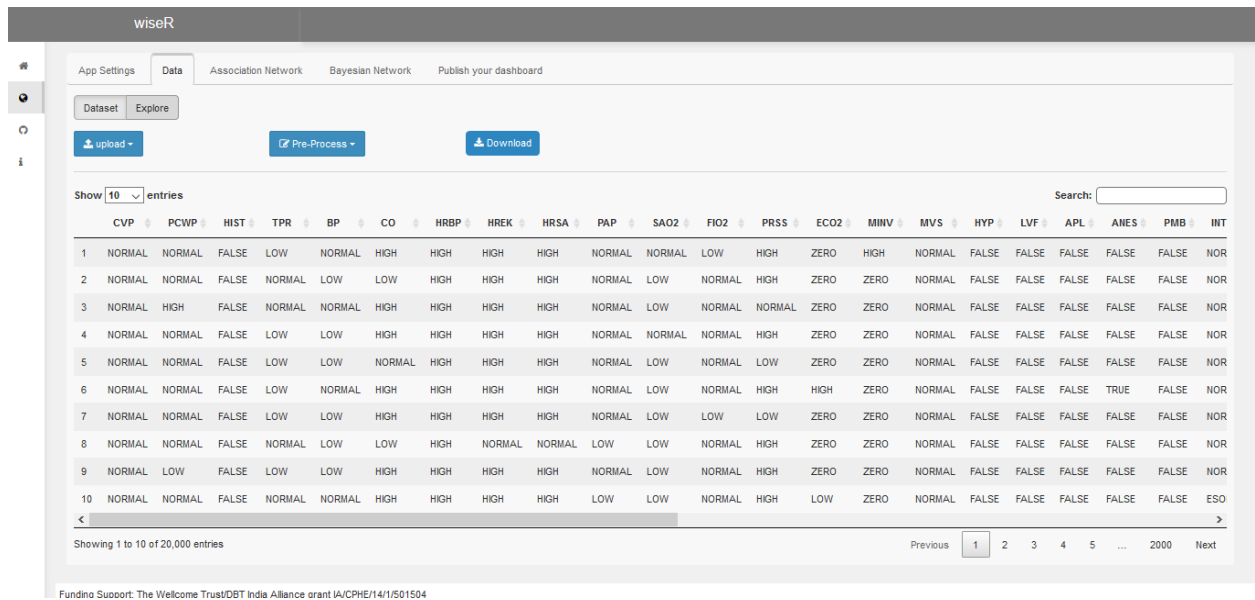 wiseR
App Settings Data Association Network Bayesian Network Publish your dashboard
Dataset Explore
upload Pre-Process Download
Show 10 entries Search:
CVP PCWP HIST TPR BP CO HRBP HREK HRSA PAP SAO2 FIO2 PRSS ECO2 MINV MVS HYP LVF APL ANES PMB INT
1 NORMAL NORMAL FALSE LOW NORMAL HIGH HIGH HIGH HIGH NORMAL NORMAL LOW HIGH ZERO HIGH NORMAL FALSE FALSE FALSE FALSE FALSE NOR
2 NORMAL NORMAL FALSE NORMAL LOW LOW HIGH HIGH HIGH NORMAL LOW NORMAL HIGH ZERO ZERO NORMAL FALSE FALSE FALSE FALSE FALSE NOR
3 NORMAL HIGH FALSE NORMAL NORMAL HIGH HIGH HIGH HIGH NORMAL LOW NORMAL NORMAL ZERO ZERO NORMAL FALSE FALSE FALSE FALSE FALSE NOR
4 NORMAL NORMAL FALSE LOW LOW HIGH HIGH HIGH HIGH NORMAL NORMAL NORMAL HIGH ZERO ZERO NORMAL FALSE FALSE FALSE FALSE FALSE NOR
5 NORMAL NORMAL FALSE LOW LOW NORMAL HIGH HIGH HIGH NORMAL LOW NORMAL LOW ZERO ZERO NORMAL FALSE FALSE FALSE FALSE FALSE NOR
6 NORMAL NORMAL FALSE LOW NORMAL HIGH HIGH HIGH HIGH NORMAL LOW NORMAL HIGH HIGH ZERO NORMAL FALSE FALSE FALSE TRUE FALSE NOR
7 NORMAL NORMAL FALSE LOW LOW HIGH HIGH HIGH HIGH NORMAL LOW LOW LOW ZERO ZERO NORMAL FALSE FALSE FALSE FALSE FALSE NOR
8 NORMAL NORMAL FALSE NORMAL LOW LOW HIGH NORMAL NORMAL LOW LOW NORMAL HIGH ZERO ZERO NORMAL FALSE FALSE FALSE FALSE FALSE NOR
9 NORMAL LOW FALSE LOW LOW HIGH HIGH HIGH HIGH NORMAL LOW NORMAL HIGH ZERO ZERO NORMAL FALSE FALSE FALSE FALSE FALSE NOR
10 NORMAL NORMAL FALSE NORMAL NORMAL HIGH HIGH HIGH HIGH LOW LOW NORMAL HIGH LOW ZERO NORMAL FALSE FALSE FALSE FALSE FALSE ESO
Showing 1 to 10 of 20,000 entries Previous 1 2 3 4 5 ... 2000 Next
Funding Support: The Wellcome Trust/DBT India Alliance grant IA/CPHE/14/1/501504